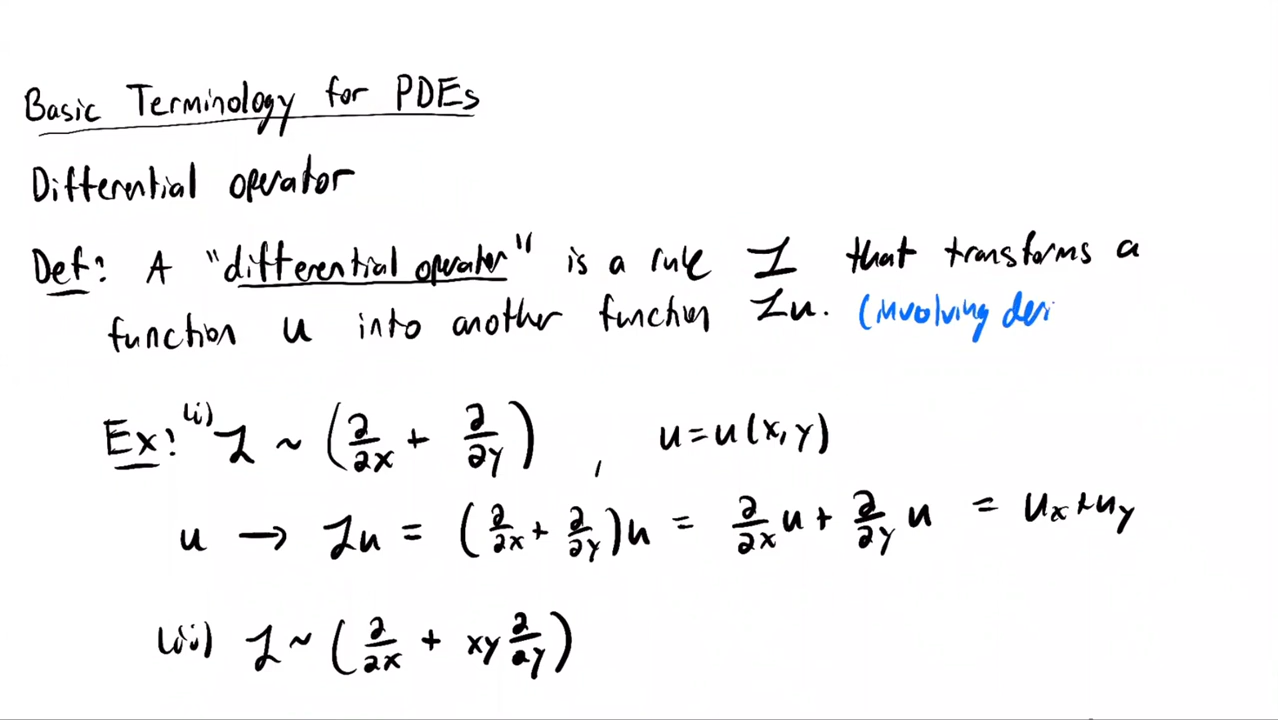 Basic Terminology for PDEs
Differential operator
Def: A "differential operator" is a rule ℒ that transforms a
function u into another function ℒu. (involving deri
Ex: (i) ℒ ~ (∂/∂x + ∂/∂y), u = u(x,y)
u → ℒu = (∂/∂x + ∂/∂y)u = ∂/∂x u + ∂/∂y u = uₓ + u_y
(ii) ℒ ~ (∂/∂x + xy ∂/∂y)